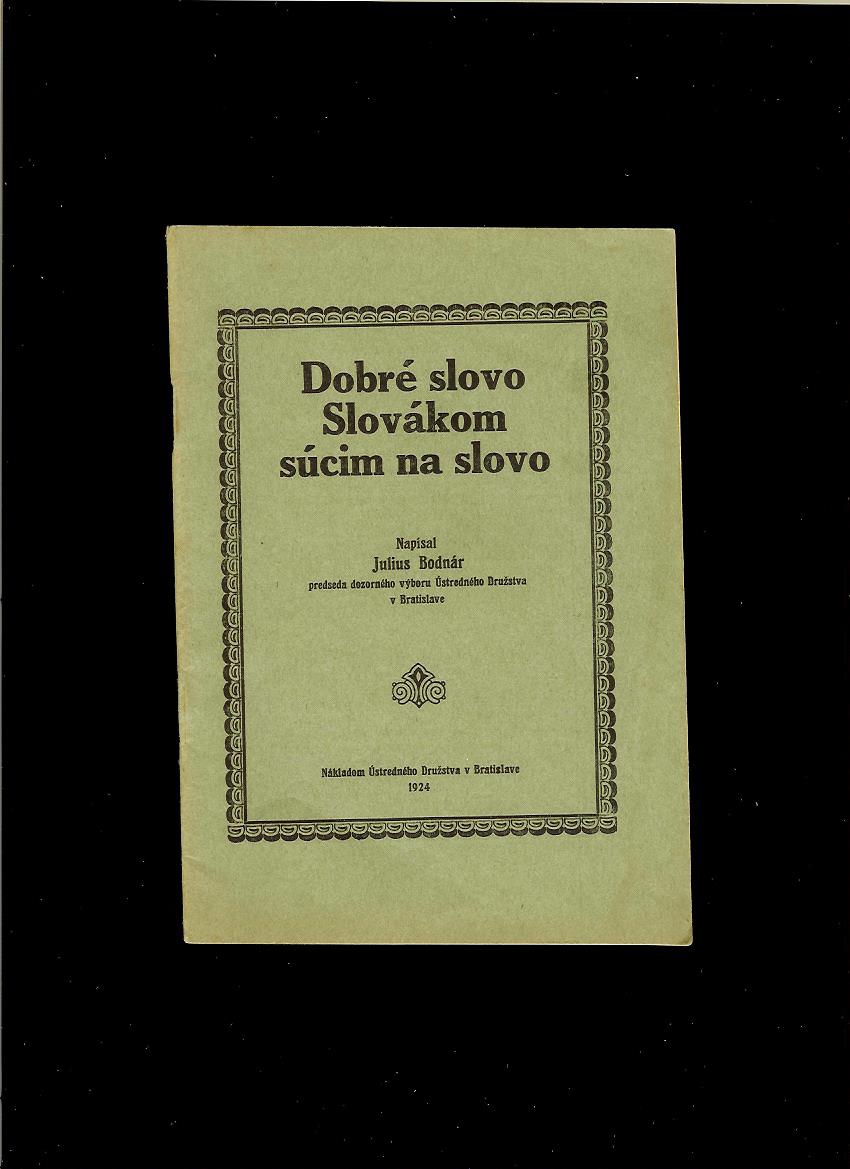 Dobré slovo
Slovákom
súcim na slovo
Napísal
Julius Bodnár
predseda dozorného výboru Ústredného Družstva
v Bratislave
Nákladom Ústredného Družstva v Bratislave
1924